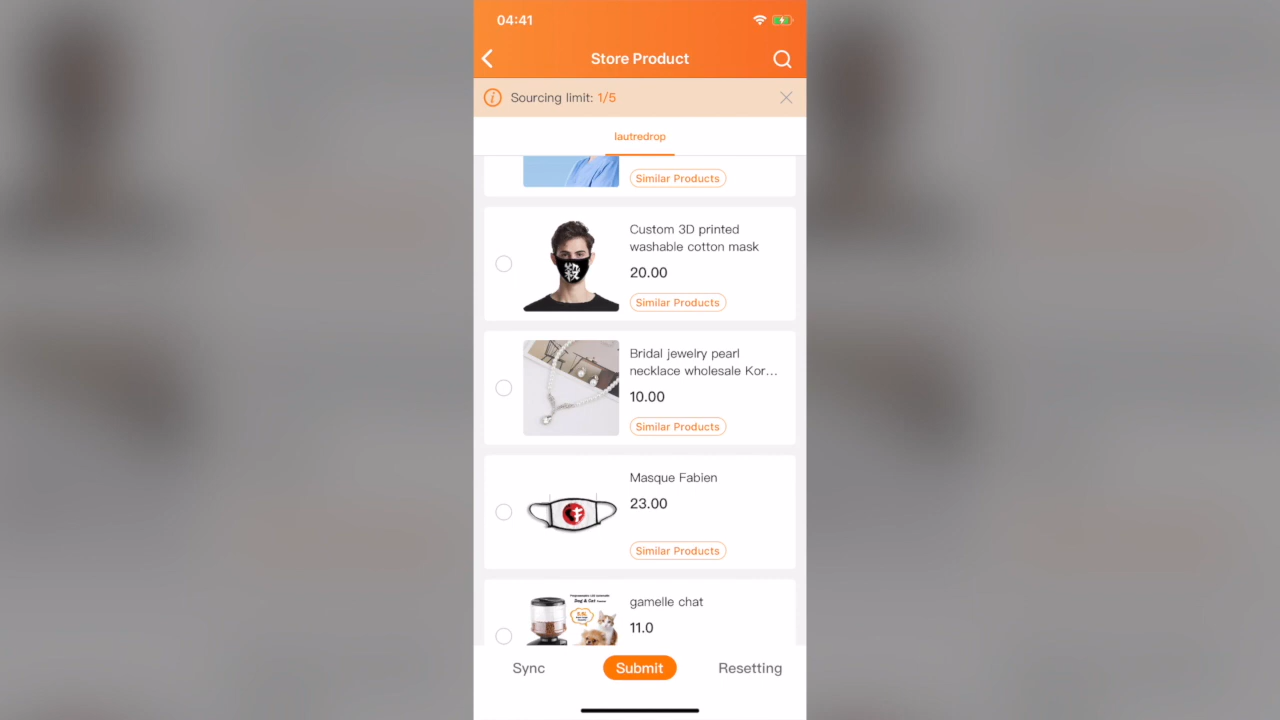 04:41
Store Product
Sourcing limit: 1/5
lautredrop
Similar Products
Custom 3D printed
washable cotton mask
20.00
Similar Products
Bridal jewelry pearl
necklace wholesale Kor...
10.00
Similar Products
Masque Fabien
23.00
Similar Products
Dog & Cat
gamelle chat
11.0
Sync
Submit
Resetting